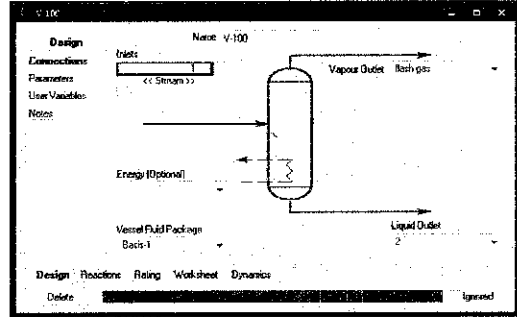 V-100
Design
Connections
Parameters
User Variables
Notes
Name V-100
Inlets
<< Stream >>
Vapour Outlet
flash gas
Energy (Optional)
Vessel Fluid Package
Basis-1
Liquid Outlet
2
Design Reactions Rating Worksheet Dynamics
Delete
Ignored